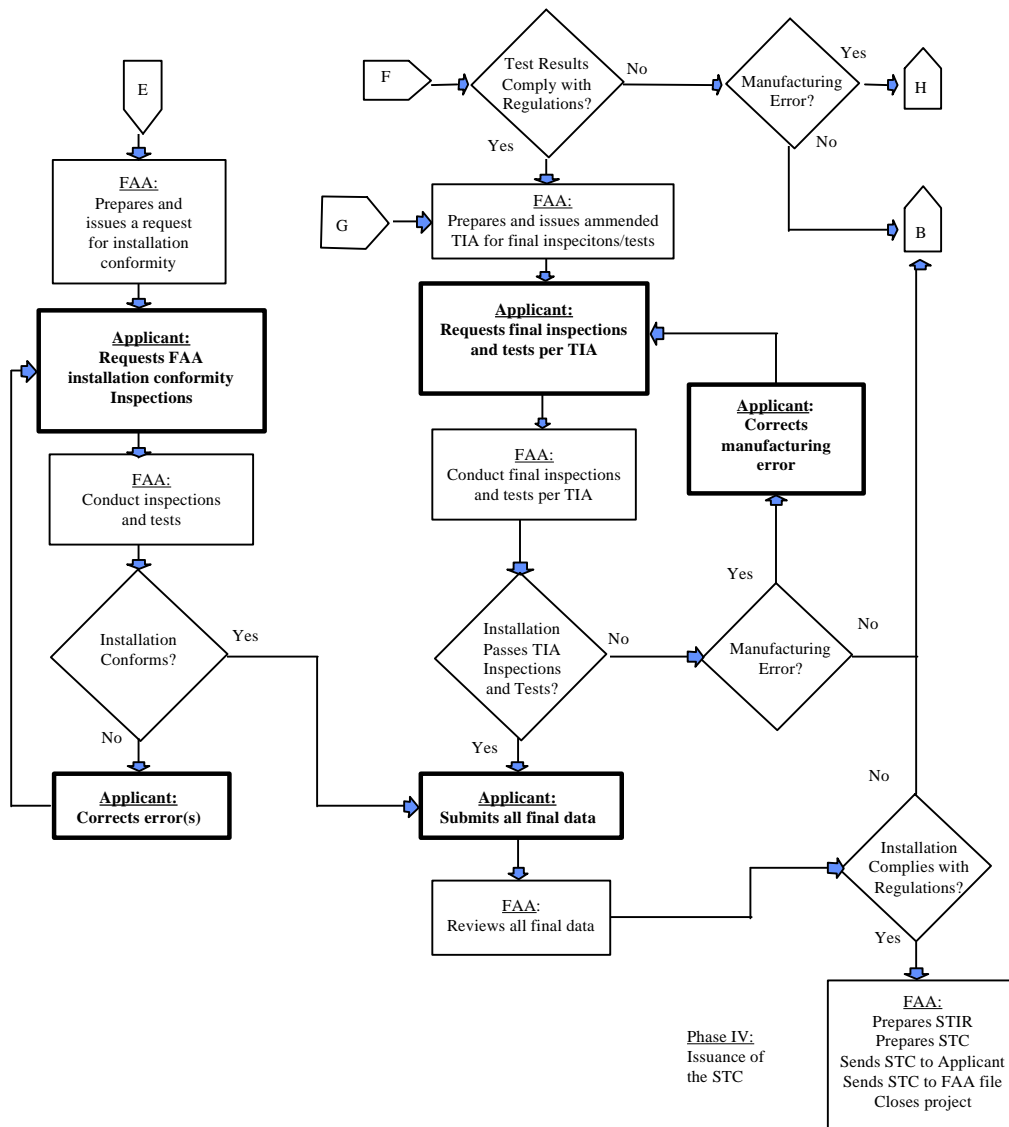 E
FAA:
Prepares and
issues a request
for installation
conformity
Applicant:
Requests FAA
installation conformity
Inspections
FAA:
Conduct inspections
and tests
Installation
Conforms?
Yes
No
Applicant:
Corrects error(s)
F
Test Results
Comply with
Regulations?
No
Yes
Manufacturing
Error?
Yes
No
H
B
G
FAA:
Prepares and issues ammended
TIA for final inspecitons/tests
Applicant:
Requests final inspections
and tests per TIA
FAA:
Conduct final inspections
and tests per TIA
Applicant:
Corrects
manufacturing
error
Installation
Passes TIA
Inspections
and Tests?
No
Yes
Manufacturing
Error?
Yes
No
Applicant:
Submits all final data
FAA:
Reviews all final data
No
Installation
Complies with
Regulations?
Yes
Phase IV:
Issuance of
the STC
FAA:
Prepares STIR
Prepares STC
Sends STC to Applicant
Sends STC to FAA file
Closes project